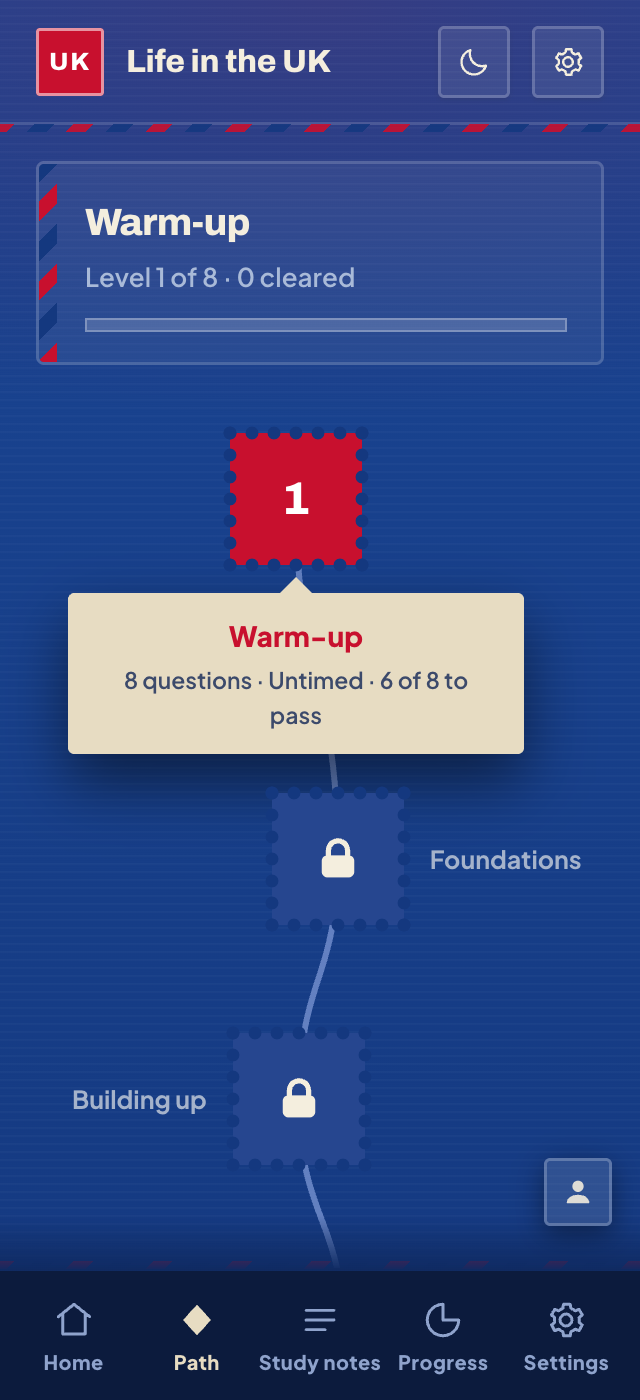 UK
Life in the UK
Warm-up
Level 1 of 8 · 0 cleared
1
Warm-up
8 questions · Untimed · 6 of 8 to
pass
Foundations
Building up
Home
Path
Study notes
Progress
Settings